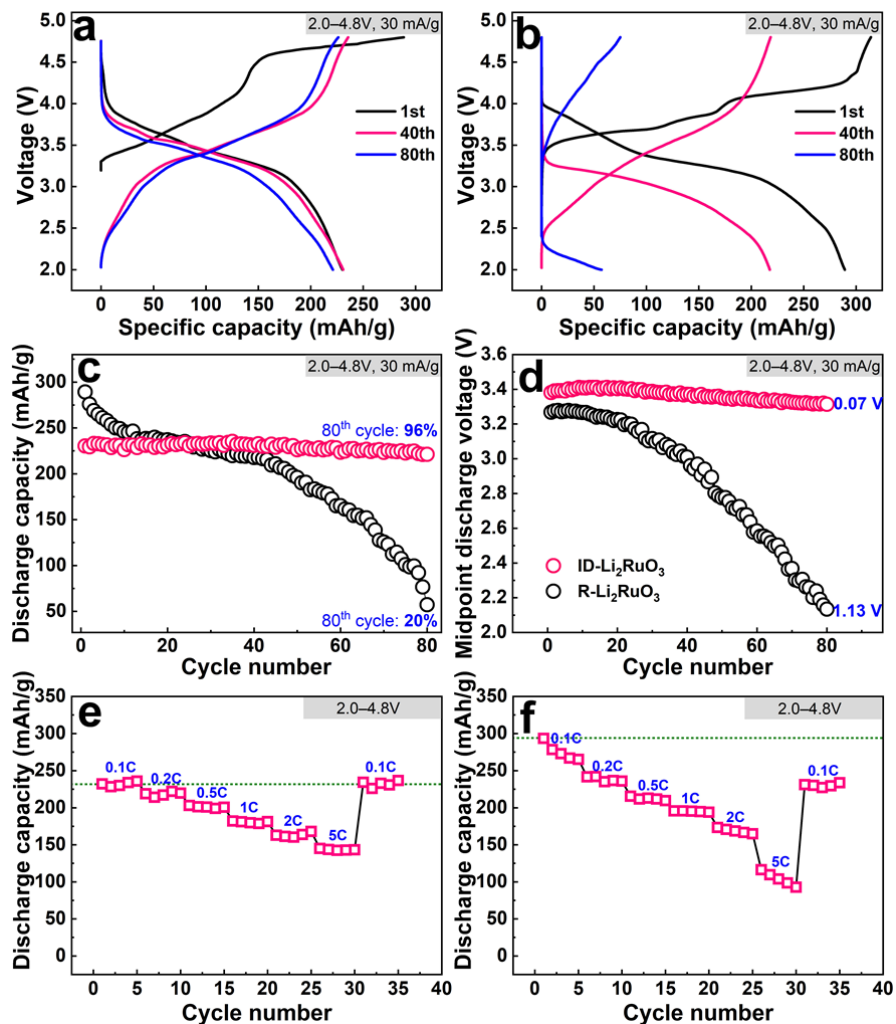 a
2.0–4.8V, 30 mA/g
5.0
4.5
4.0
3.5
3.0
2.5
2.0
Voltage (V)
1st
40th
80th
0 50 100 150 200 250 300
Specific capacity (mAh/g)
b
2.0–4.8V, 30 mA/g
5.0
4.5
4.0
3.5
3.0
2.5
2.0
Voltage (V)
1st
40th
80th
0 50 100 150 200 250 300
Specific capacity (mAh/g)
c
2.0–4.8V, 30 mA/g
300
250
200
150
100
50
Discharge capacity (mAh/g)
80th cycle: 96%
80th cycle: 20%
0 20 40 60 80
Cycle number
d
2.0–4.8V, 30 mA/g
3.6
3.4
3.2
3.0
2.8
2.6
2.4
2.2
2.0
Midpoint discharge voltage (V)
0.07 V
ID-Li2RuO3
R-Li2RuO3
1.13 V
0 20 40 60 80
Cycle number
e
2.0–4.8V
350
300
250
200
150
100
50
0
Discharge capacity (mAh/g)
0.1C
0.2C
0.5C
1C
2C
5C
0.1C
0 5 10 15 20 25 30 35 40
Cycle number
f
2.0–4.8V
350
300
250
200
150
100
50
0
Discharge capacity (mAh/g)
0.1C
0.2C
0.5C
1C
2C
5C
0.1C
0 5 10 15 20 25 30 35 40
Cycle number